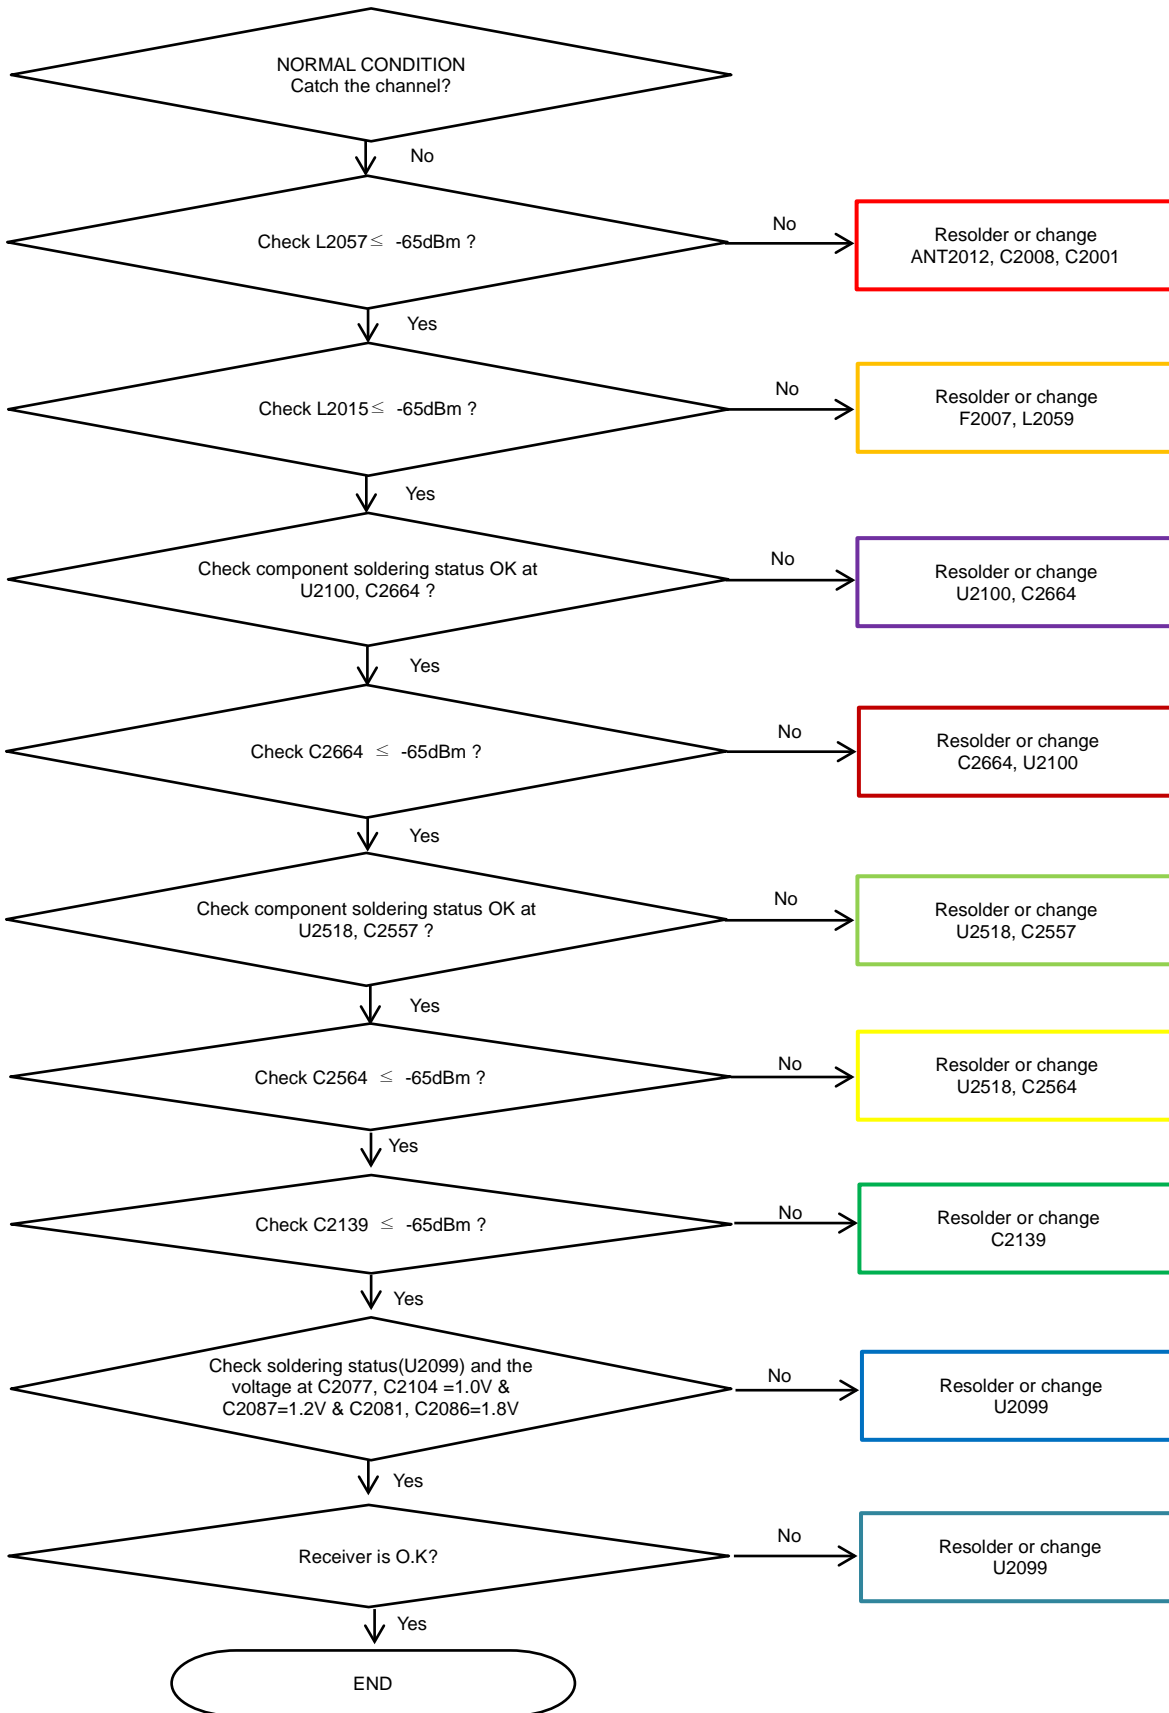 NORMAL CONDITION
Catch the channel?
No
Check L2057≤ -65dBm ?
No
Resolder or change
ANT2012, C2008, C2001
Yes
Check L2015≤ -65dBm ?
No
Resolder or change
F2007, L2059
Yes
Check component soldering status OK at
U2100, C2664 ?
No
Resolder or change
U2100, C2664
Yes
Check C2664 ≤ -65dBm ?
No
Resolder or change
C2664, U2100
Yes
Check component soldering status OK at
U2518, C2557 ?
No
Resolder or change
U2518, C2557
Yes
Check C2564 ≤ -65dBm ?
No
Resolder or change
U2518, C2564
Yes
Check C2139 ≤ -65dBm ?
No
Resolder or change
C2139
Yes
Check soldering status(U2099) and the
voltage at C2077, C2104 =1.0V &
C2087=1.2V & C2081, C2086=1.8V
No
Resolder or change
U2099
Yes
Receiver is O.K?
No
Resolder or change
U2099
Yes
END